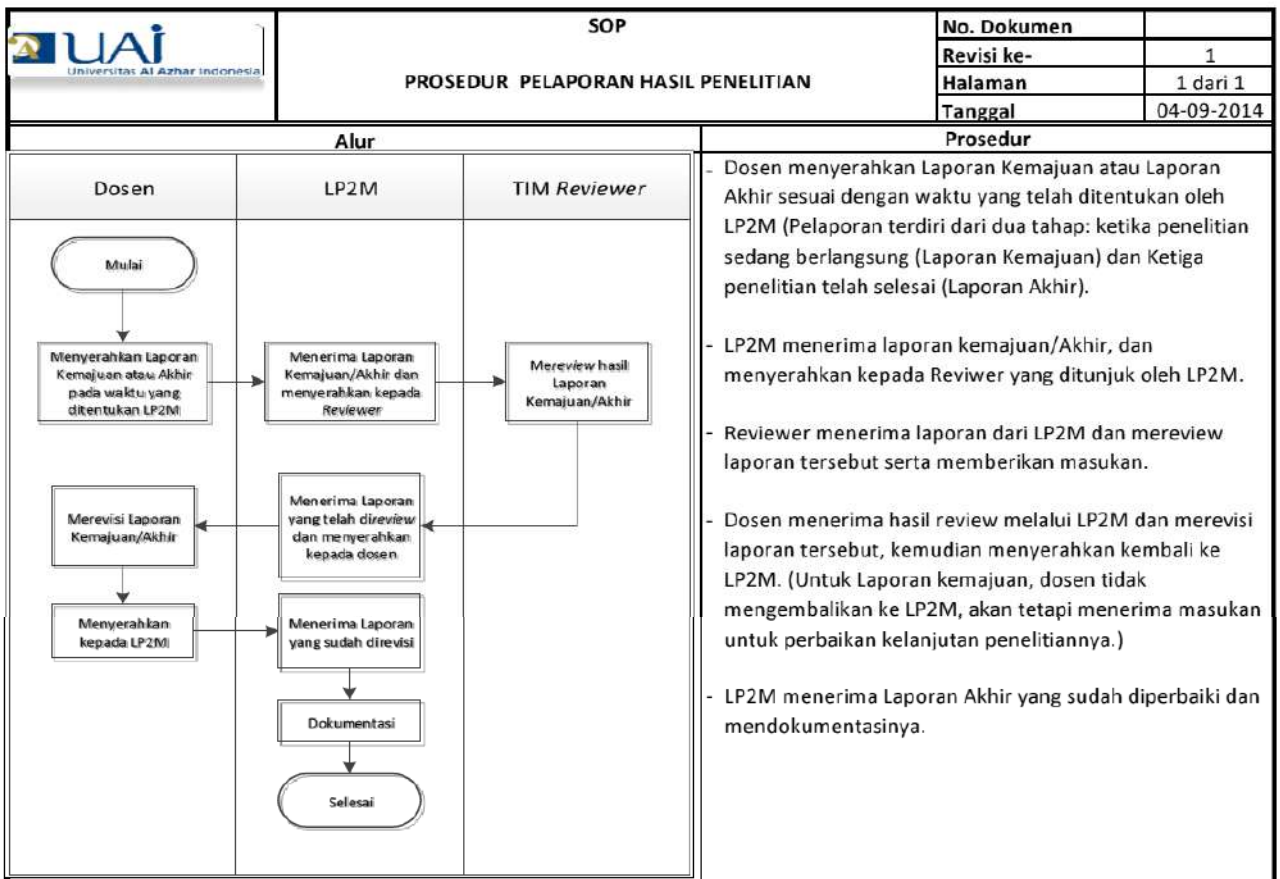 UAI
Universitas Al Azhar Indonesia
SOP
PROSEDUR PELAPORAN HASIL PENELITIAN
No. Dokumen
Revisi ke-
1
Halaman
1 dari 1
Tanggal
04-09-2014
Alur
Prosedur
Dosen
LP2M
TIM Reviewer
Mulai
Menyerahkan Laporan
Kemajuan atau Akhir
pada waktu yang
ditentukan LP2M
Menerima Laporan
Kemajuan/Akhir dan
menyerahkan kepada
Reviewer
Mereview hasil
Laporan
Kemajuan/Akhir
Menerima Laporan
yang telah direview
dan menyerahkan
kepada dosen
Merevisi Laporan
Kemajuan/Akhir
Menyerahkan
kepada LP2M
Menerima Laporan
yang sudah direvisi
Dokumentasi
Selesai
- Dosen menyerahkan Laporan Kemajuan atau Laporan
Akhir sesuai dengan waktu yang telah ditentukan oleh
LP2M (Pelaporan terdiri dari dua tahap: ketika penelitian
sedang berlangsung (Laporan Kemajuan) dan Ketiga
penelitian telah selesai (Laporan Akhir).
- LP2M menerima laporan kemajuan/Akhir, dan
menyerahkan kepada Reviwer yang ditunjuk oleh LP2M.
- Reviewer menerima laporan dari LP2M dan mereview
laporan tersebut serta memberikan masukan.
- Dosen menerima hasil review melalui LP2M dan merevisi
laporan tersebut, kemudian menyerahkan kembali ke
LP2M. (Untuk Laporan kemajuan, dosen tidak
mengembalikan ke LP2M, akan tetapi menerima masukan
untuk perbaikan kelanjutan penelitiannya.)
- LP2M menerima Laporan Akhir yang sudah diperbaiki dan
mendokumentasinya.